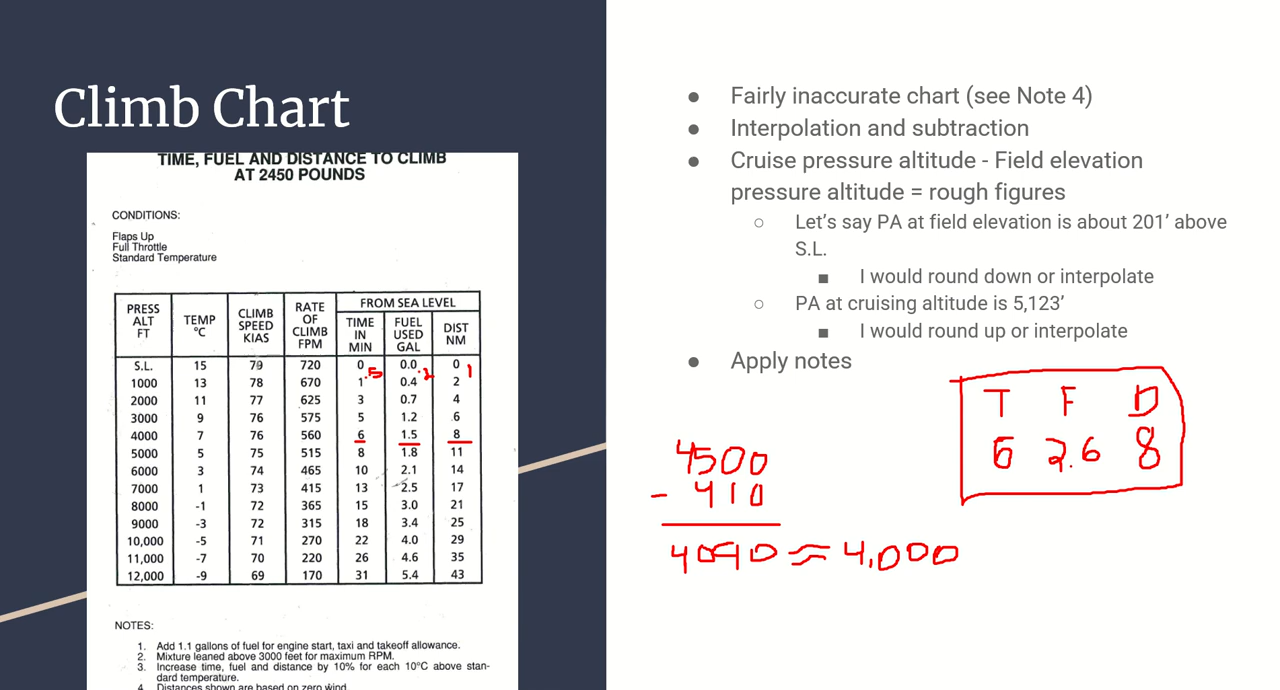 Climb Chart
TIME, FUEL AND DISTANCE TO CLIMB
AT 2450 POUNDS
CONDITIONS:
Flaps Up
Full Throttle
Standard Temperature
PRESS ALT FT TEMP °C CLIMB SPEED KIAS RATE OF CLIMB FPM FROM SEA LEVEL
TIME IN MIN FUEL USED GAL DIST NM
S.L. 15 79 720 0 0.0 0
.5 .2 1
1000 13 78 670 1 0.4 2
2000 11 77 625 3 0.7 4
3000 9 76 575 5 1.2 6
4000 7 76 560 6 1.5 8
5000 5 75 515 8 1.8 11
6000 3 74 465 10 2.1 14
7000 1 73 415 13 2.5 17
8000 -1 72 365 15 3.0 21
9000 -3 72 315 18 3.4 25
10,000 -5 71 270 22 4.0 29
11,000 -7 70 220 26 4.6 35
12,000 -9 69 170 31 5.4 43
NOTES:
1. Add 1.1 gallons of fuel for engine start, taxi and takeoff allowance.
2. Mixture leaned above 3000 feet for maximum RPM.
3. Increase time, fuel and distance by 10% for each 10°C above stan-
dard temperature.
4. Distances shown are based on zero wind.
● Fairly inaccurate chart (see Note 4)
● Interpolation and subtraction
● Cruise pressure altitude - Field elevation
pressure altitude = rough figures
○ Let's say PA at field elevation is about 201' above
S.L.
■ I would round down or interpolate
○ PA at cruising altitude is 5,123'
■ I would round up or interpolate
● Apply notes
T F D
6 2.6 8
4500
- 410
4090 ≈ 4,000